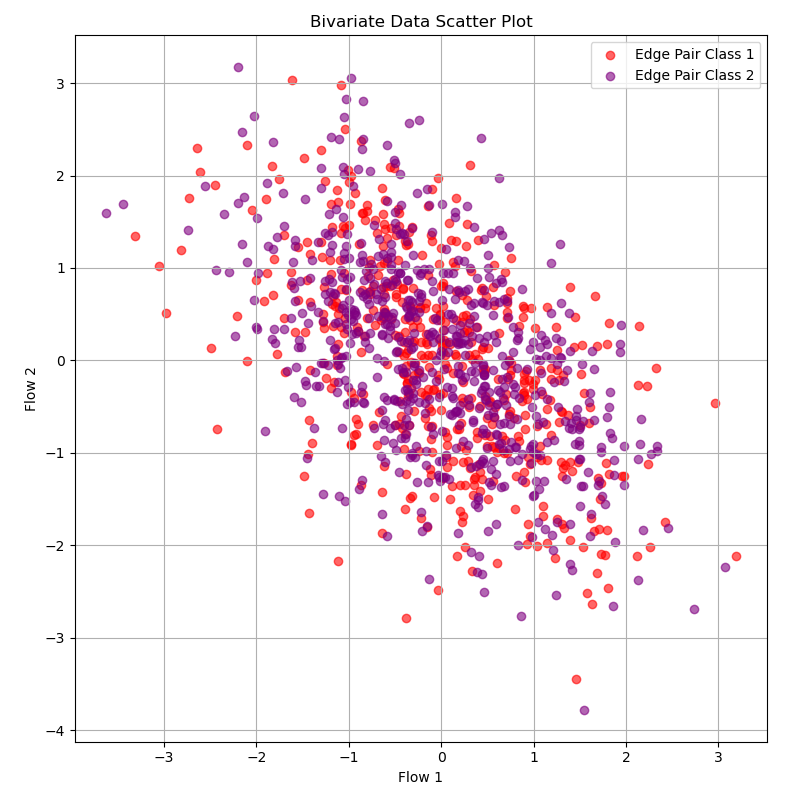 Bivariate Data Scatter Plot
Edge Pair Class 1
Edge Pair Class 2
3
2
1
0
−1
−2
−3
−4
Flow 2
−3 −2 −1 0 1 2 3
Flow 1